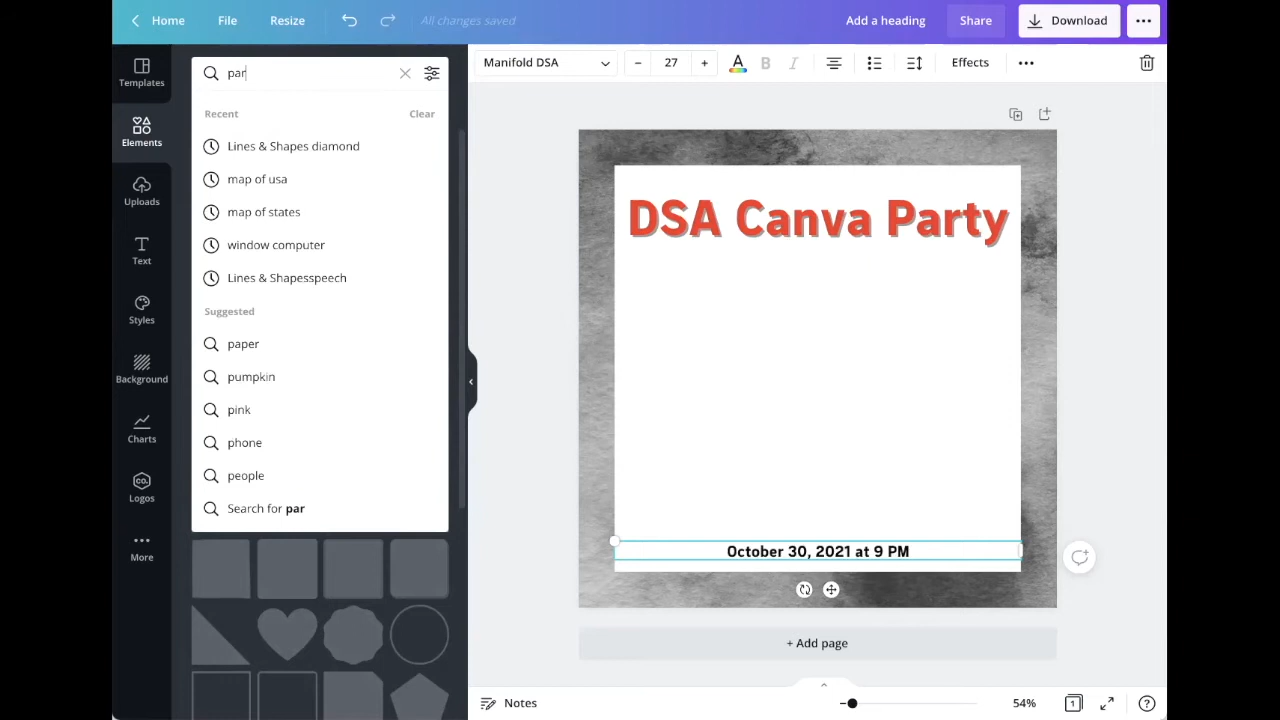 Home File Resize All changes saved Add a heading Share Download
Templates
Elements
Uploads
Text
Styles
Background
Charts
CO.
Logos
More
par
Recent Clear
Lines & Shapes diamond
map of usa
map of states
window computer
Lines & Shapesspeech
Suggested
paper
pumpkin
pink
phone
people
Search for par
Manifold DSA – 27 + A B I Effects
DSA Canva Party
October 30, 2021 at 9 PM
+ Add page
Notes 54% 1 ?